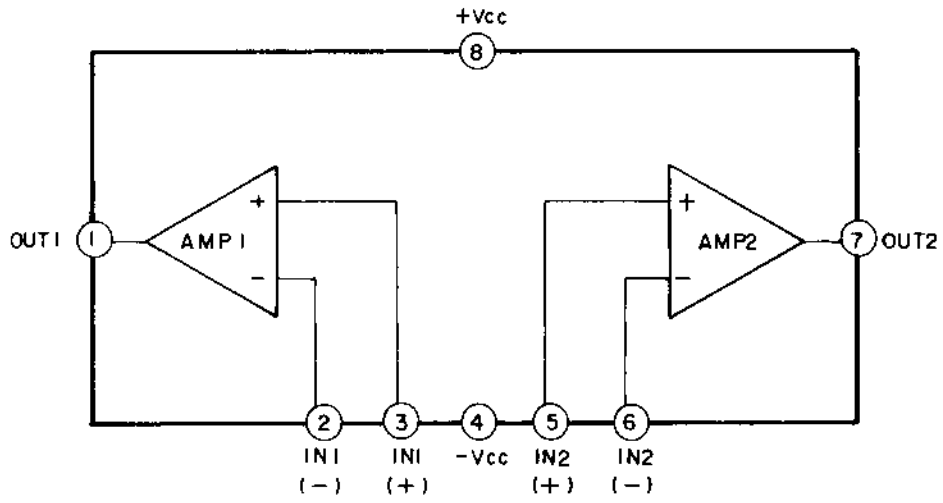 +Vcc
8
+ +
OUT1 1 AMP1 AMP2 7 OUT2
− −
2 3 4 5 6
IN1 IN1 −Vcc IN2 IN2
(−) (+) (+) (−)